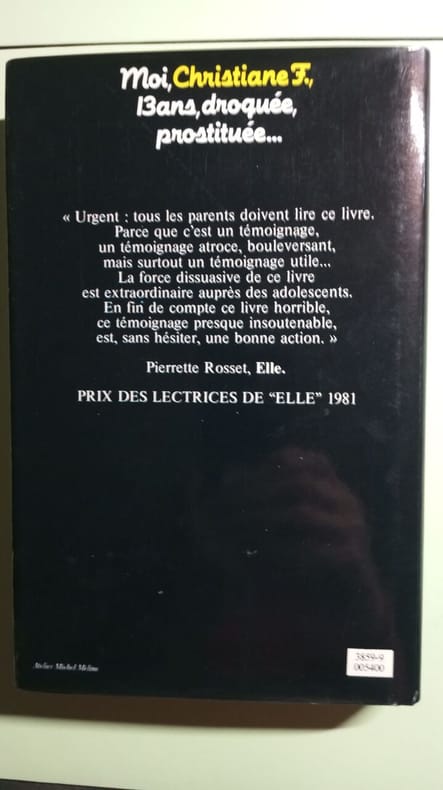 Moi, Christiane F.,
13 ans, droguée,
prostituée...
« Urgent : tous les parents doivent lire ce livre.
Parce que c'est un témoignage,
un témoignage atroce, bouleversant,
mais surtout un témoignage utile...
La force dissuasive de ce livre
est extraordinaire auprès des adolescents.
En fin de compte ce livre horrible,
ce témoignage presque insoutenable,
est, sans hésiter, une bonne action. »
Pierrette Rosset, Elle.
PRIX DES LECTRICES DE "ELLE" 1981
Atelier Michel Méline
3859-9
005400